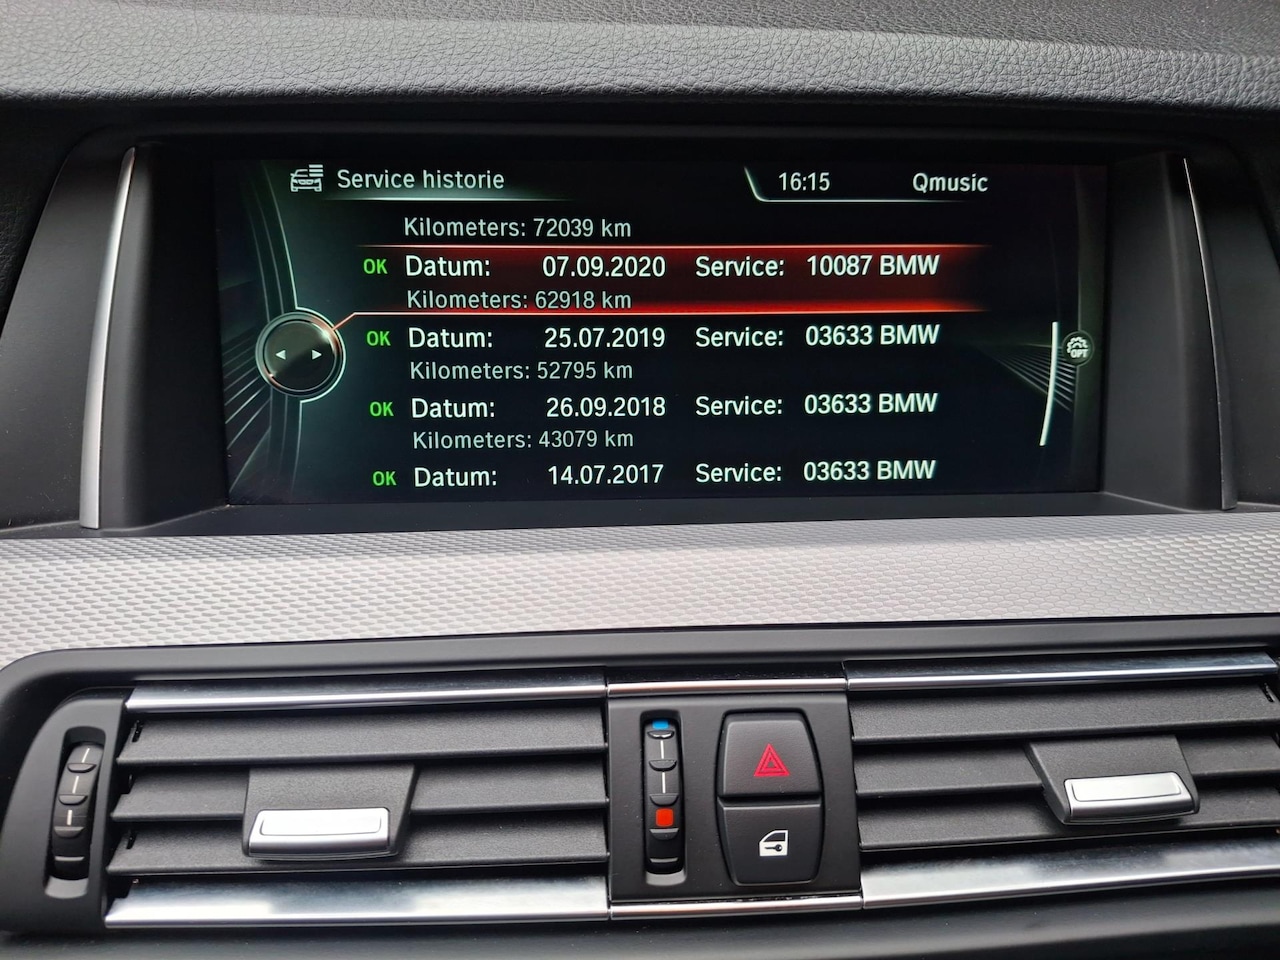 Service historie 16:15 Qmusic
Kilometers: 72039 km
OK Datum: 07.09.2020 Service: 10087 BMW
Kilometers: 62918 km
OK Datum: 25.07.2019 Service: 03633 BMW
Kilometers: 52795 km
OK Datum: 26.09.2018 Service: 03633 BMW
Kilometers: 43079 km
OK Datum: 14.07.2017 Service: 03633 BMW
OPT